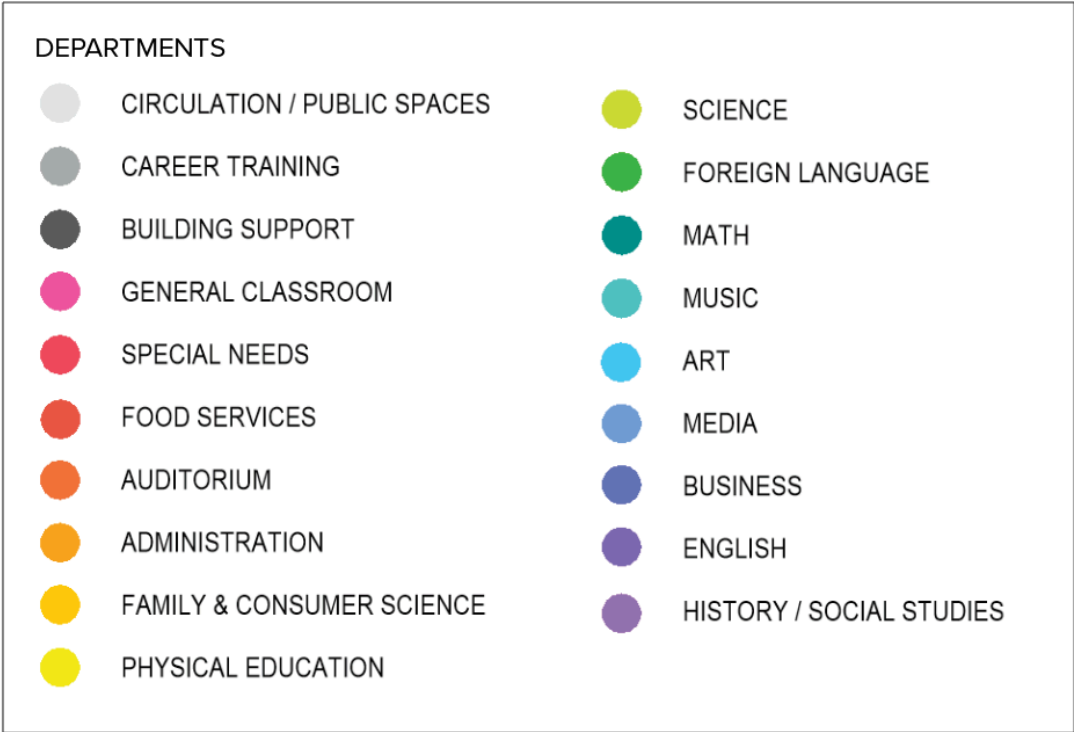 DEPARTMENTS
CIRCULATION / PUBLIC SPACES
CAREER TRAINING
BUILDING SUPPORT
GENERAL CLASSROOM
SPECIAL NEEDS
FOOD SERVICES
AUDITORIUM
ADMINISTRATION
FAMILY & CONSUMER SCIENCE
PHYSICAL EDUCATION
SCIENCE
FOREIGN LANGUAGE
MATH
MUSIC
ART
MEDIA
BUSINESS
ENGLISH
HISTORY / SOCIAL STUDIES